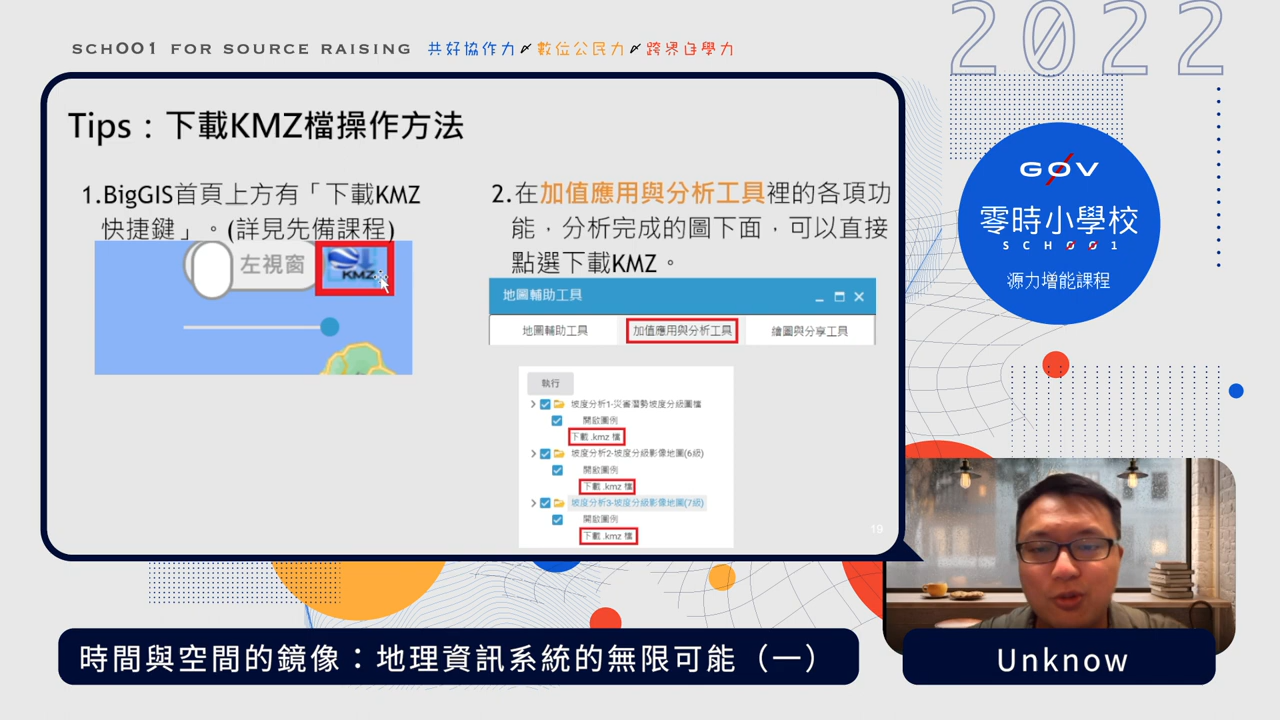 SCH001 FOR SOURCE RAISING 共好協作力 數位公民力 跨界自學力
2022
Tips：下載KMZ檔操作方法
1.BigGIS首頁上方有「下載KMZ
快捷鍵」。(詳見先備課程)
左視窗
KMZ
2.在加值應用與分析工具裡的各項功
能，分析完成的圖下面，可以直接
點選下載KMZ。
地圖輔助工具
地圖輔助工具 加值應用與分析工具 繪圖與分享工具
執行
坡度分析1-災害潛勢坡度分級圖檔
開啟圖例
下載 .kmz 檔
坡度分析2-坡度分級影像地圖(6級)
開啟圖例
下載 .kmz 檔
坡度分析3-坡度分級影像地圖(7級)
開啟圖例
下載 .kmz 檔
19
G0V
零時小學校
SCH001
源力增能課程
時間與空間的鏡像：地理資訊系統的無限可能（一）
Unknow